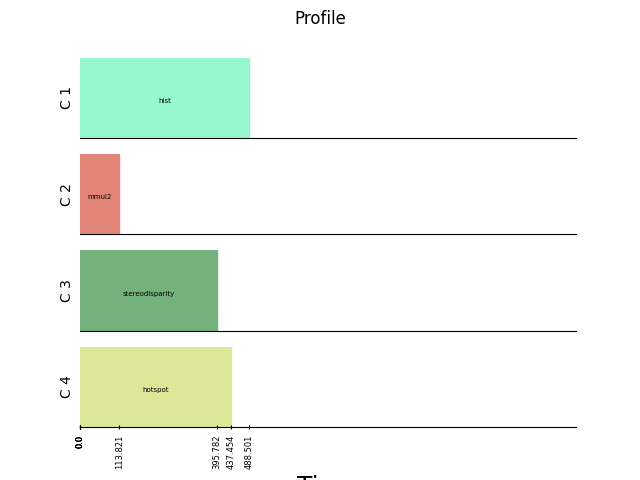 Profile
C 1
hist
C 2
mmul2
C 3
stereodisparity
C 4
hotspot
0.0
113.821
395.782
437.454
488.501